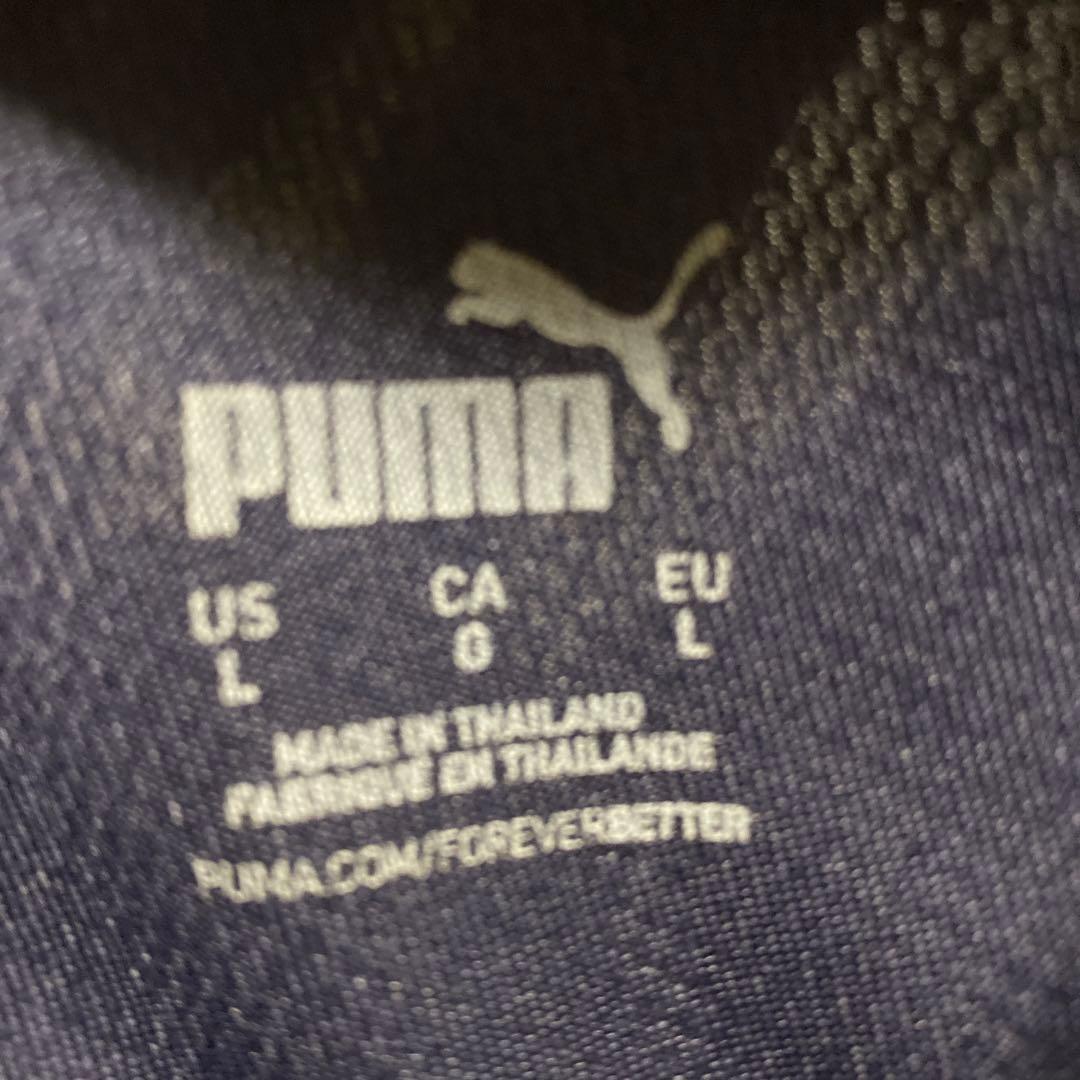 PUMA
US CA EU
L G L
MADE IN THAILAND
FABRIQUÉ EN THAILANDE
PUMA.COM/FOREVERBETTER